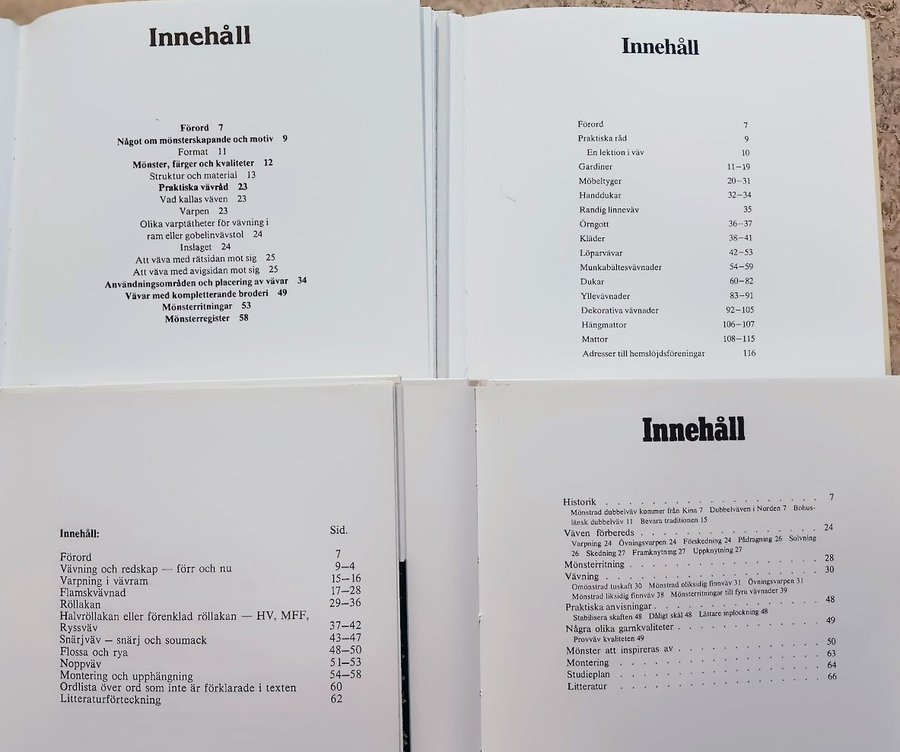 Innehåll
Förord 7
Något om mönsterskapande och motiv 9
Format 11
Mönster, färger och kvaliteter 12
Struktur och material 13
Praktiska vävråd 23
Vad kallas väven 23
Varpen 23
Olika varptätheter för vävning i
ram eller gobelinvävstol 24
Inslaget 24
Att väva med rätsidan mot sig 25
Att väva med avigsidan mot sig 25
Användningsområden och placering av vävar 34
Vävar med kompletterande broderi 49
Mönsterritningar 53
Mönsterregister 58
Innehåll
Förord 7
Praktiska råd 9
En lektion i väv 10
Gardiner 11–19
Möbeltyger 20–31
Handdukar 32–34
Randig linneväv 35
Örngott 36–37
Kläder 38–41
Löparvävar 42–53
Munkabältesvävnader 54–59
Dukar 60–82
Yllevävnader 83–91
Dekorativa vävnader 92–105
Hängmattor 106–107
Mattor 108–115
Adresser till hemslöjdsföreningar 116
Innehåll: Sid.
Förord 7
Vävning och redskap — förr och nu 9–4
Varpning i vävram 15–16
Flamskvävnad 17–28
Röllakan 29–36
Halvröllakan eller förenklad röllakan — HV, MFF,
Ryssväv 37–42
Snärjväv – snärj och soumack 43–47
Flossa och rya 48–50
Noppväv 51–53
Montering och upphängning 54–58
Ordlista över ord som inte är förklarade i texten 60
Litteraturförteckning 62
Innehåll
Historik . . . . . . . . . . . . . . . . . . 7
Mönstrad dubbelväv kommer från Kina 7 Dubbelväven i Norden 7 Bohus-
länsk dubbelväv 11 Bevara traditionen 15
Väven förbereds . . . . . . . . . . . . . . . . 24
Varpning 24 Övningsvarpen 24 Förskedning 24 Pådragning 26 Solvning
26 Skedning 27 Framknytning 27 Uppknytning 27
Mönsterritning . . . . . . . . . . . . . . . . 28
Vävning . . . . . . . . . . . . . . . . . . 30
Omönstrad tuskaft 30 Mönstrad oliksidig finnväv 31 Övningsvarpen 31
Mönstrad liksidig finnväv 38 Mönsterritningar till fyra vävnader 39
Praktiska anvisningar . . . . . . . . . . . . . . 48
Stabilisera skaften 48 Dåligt skäl 48 Lättare inplockning 48
Några olika garnkvaliteter . . . . . . . . . . . . . 49
Provväv kvaliteten 49
Mönster att inspireras av . . . . . . . . . . . . . 50
Montering . . . . . . . . . . . . . . . . . 63
Studieplan . . . . . . . . . . . . . . . . . 64
Litteratur . . . . . . . . . . . . . . . . . 66